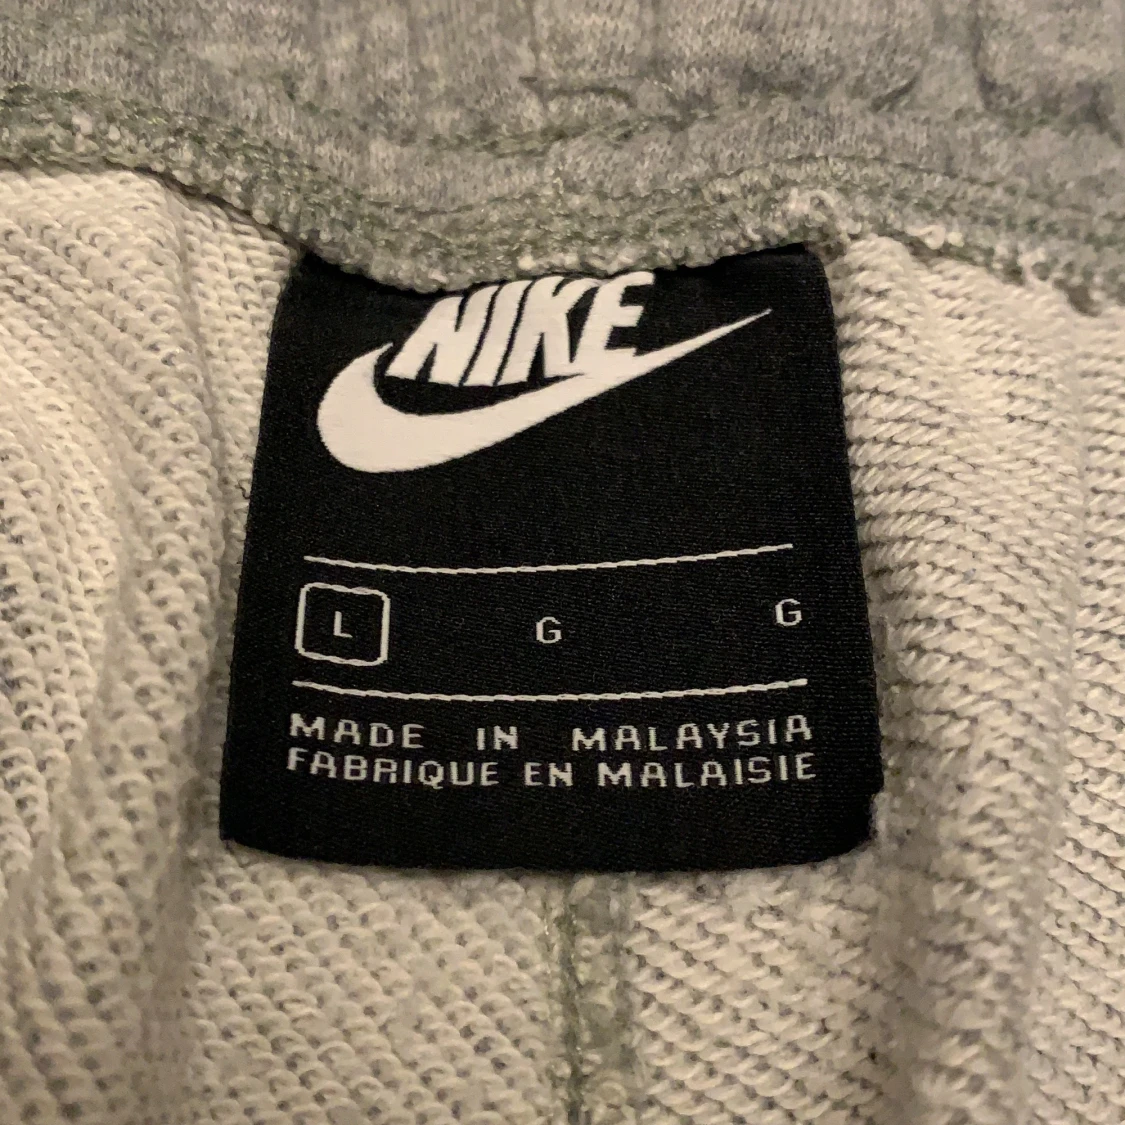 NIKE
L G G
MADE IN MALAYSIA
FABRIQUE EN MALAISIE